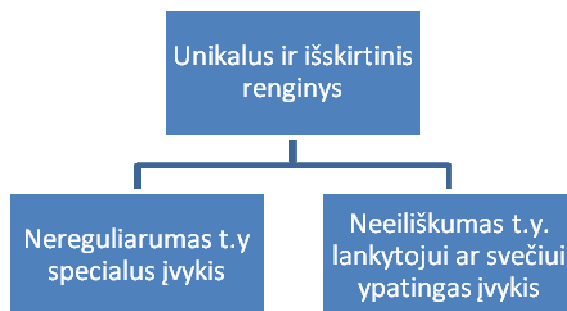 Unikalus ir išskirtinis
renginys
Nereguliarumas t.y
specialus įvykis
Neeiliškumas t.y.
lankytojui ar svečiui
ypatingas įvykis